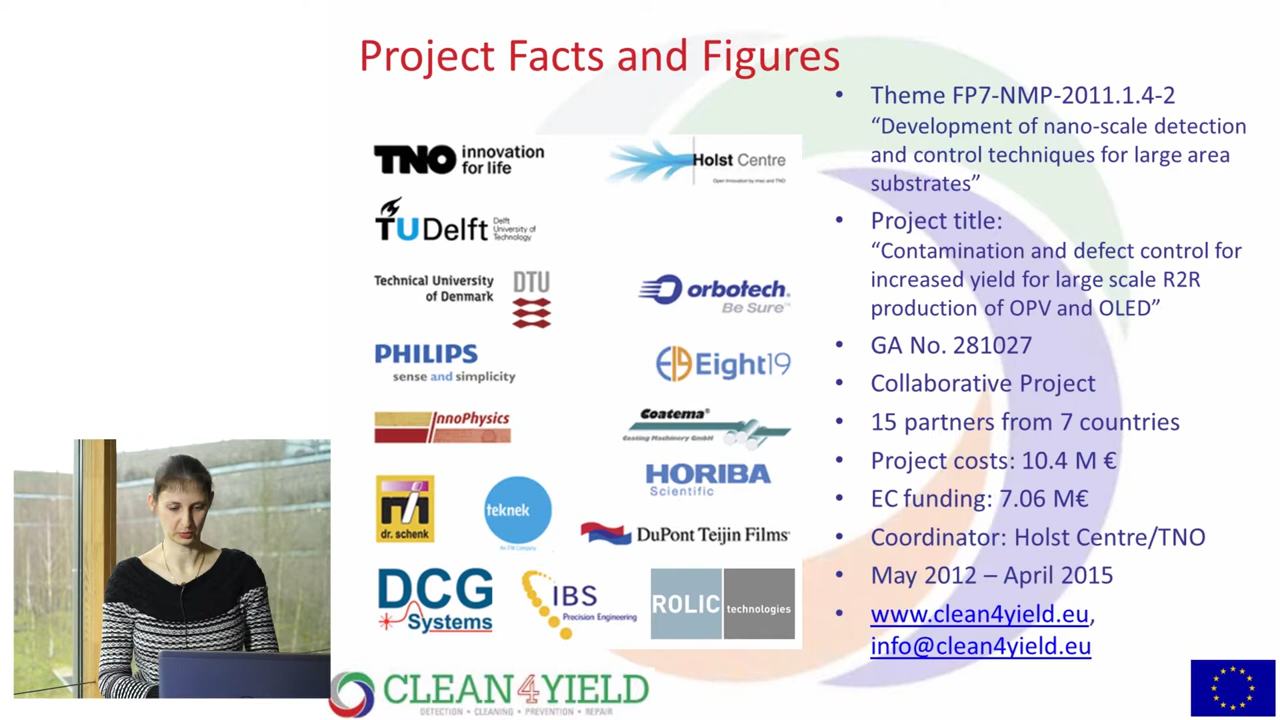 Project Facts and Figures
TNO innovation
for life
Holst Centre
Open Innovation by imec and TNO
TU Delft Delft
University of
Technology
Technical University
of Denmark
DTU
orbotech.
Be Sure™
PHILIPS
sense and simplicity
Eight19
InnoPhysics
Coatema®
Coating Machinery GmbH
HORIBA
Scientific
dr. schenk
teknek
An ITW Company
DuPont Teijin Films
DCG
Systems
IBS
Precision Engineering
ROLIC technologies
• Theme FP7-NMP-2011.1.4-2
“Development of nano-scale detection
and control techniques for large area
substrates”
• Project title:
“Contamination and defect control for
increased yield for large scale R2R
production of OPV and OLED”
• GA No. 281027
• Collaborative Project
• 15 partners from 7 countries
• Project costs: 10.4 M €
• EC funding: 7.06 M€
• Coordinator: Holst Centre/TNO
• May 2012 – April 2015
• www.clean4yield.eu,
info@clean4yield.eu
CLEAN4YIELD
DETECTION • CLEANING • PREVENTION • REPAIR